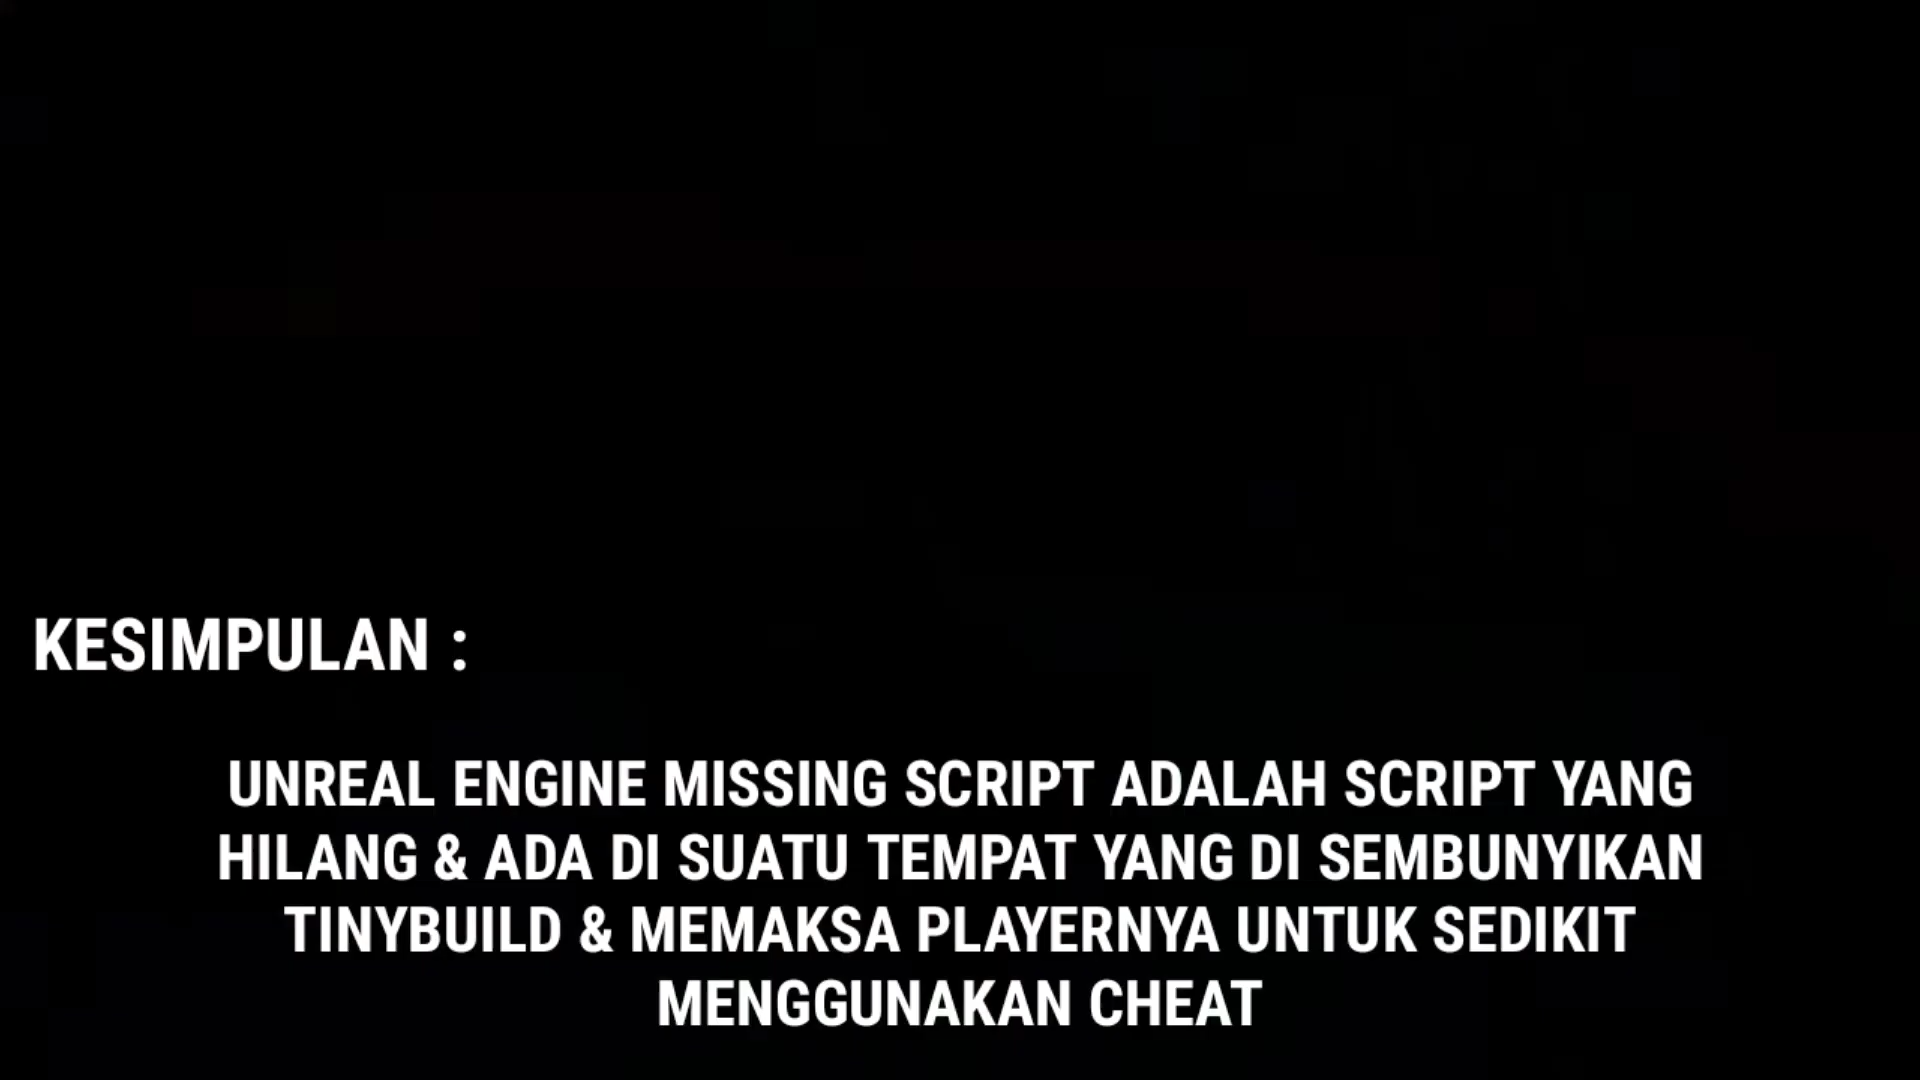 KESIMPULAN :
UNREAL ENGINE MISSING SCRIPT ADALAH SCRIPT YANG
HILANG & ADA DI SUATU TEMPAT YANG DI SEMBUNYIKAN
TINYBUILD & MEMAKSA PLAYERNYA UNTUK SEDIKIT
MENGGUNAKAN CHEAT